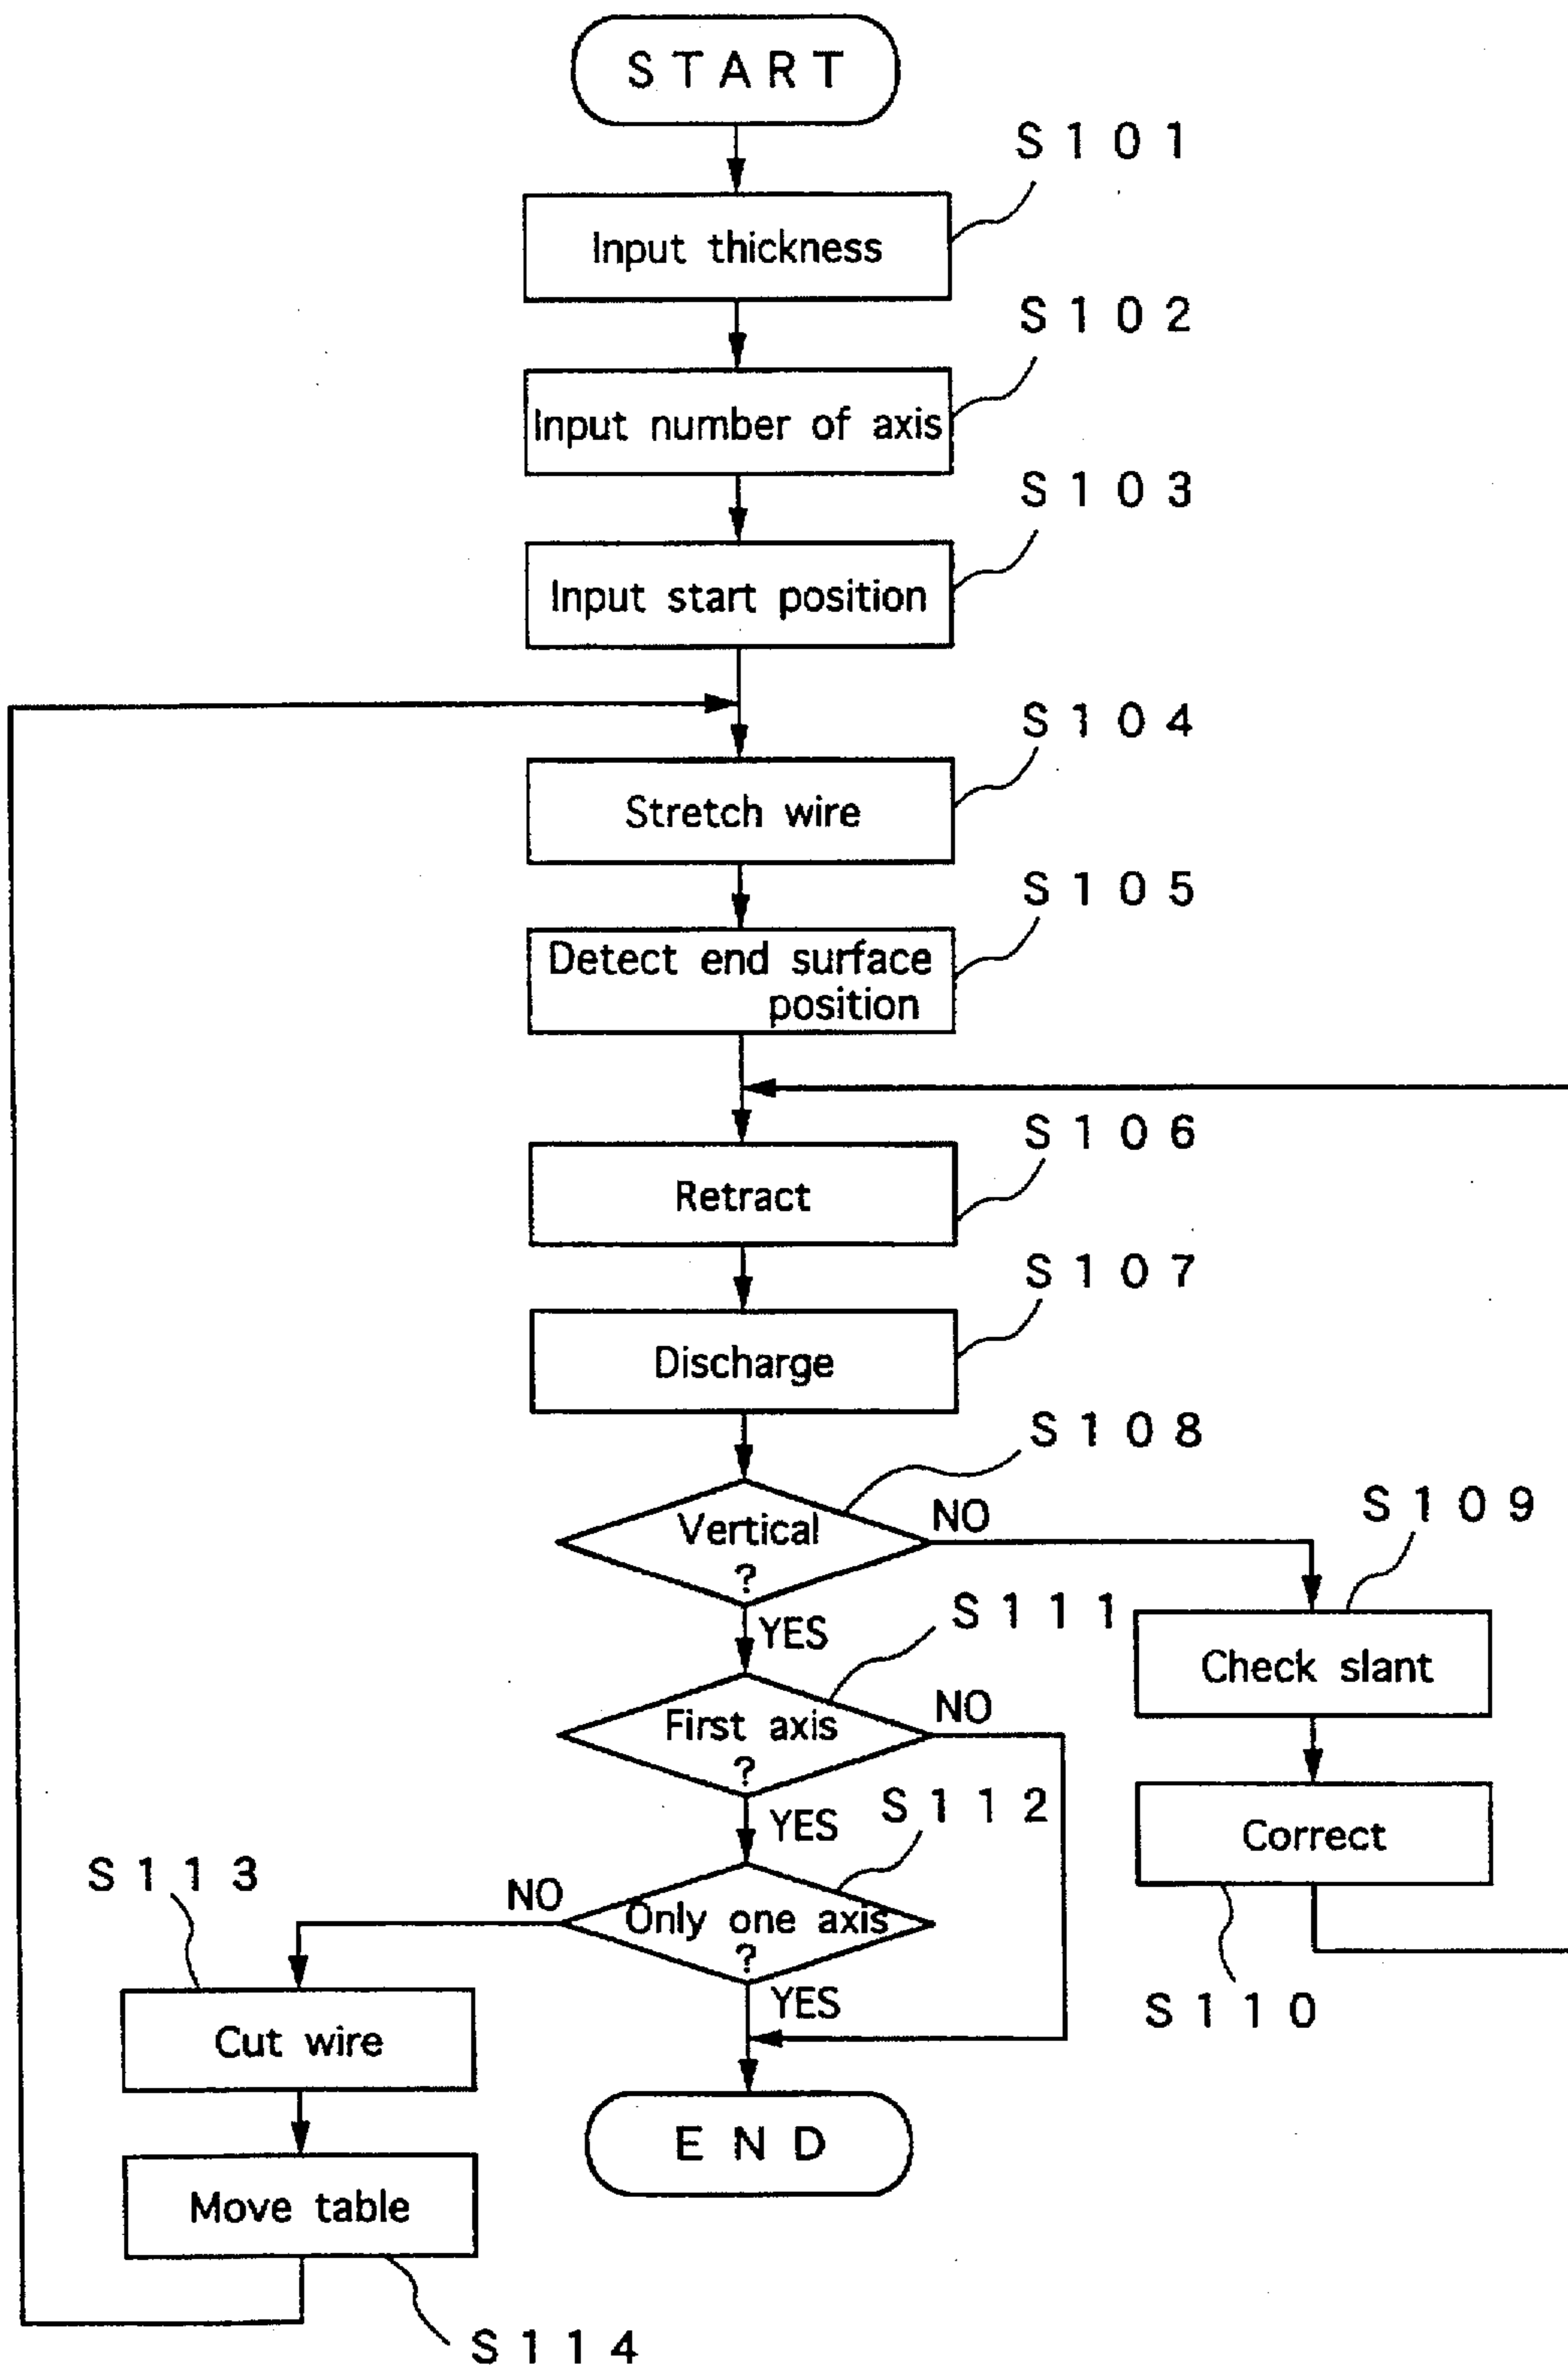 START
S101
Input thickness
S102
Input number of axis
S103
Input start position
S104
Stretch wire
S105
Detect end surface
position
S106
Retract
S107
Discharge
S108
Vertical
?
NO
YES
S109
Check slant
S111
First axis
?
NO
YES
Correct
S110
S112
Only one axis
?
NO
YES
S113
Cut wire
END
Move table
S114